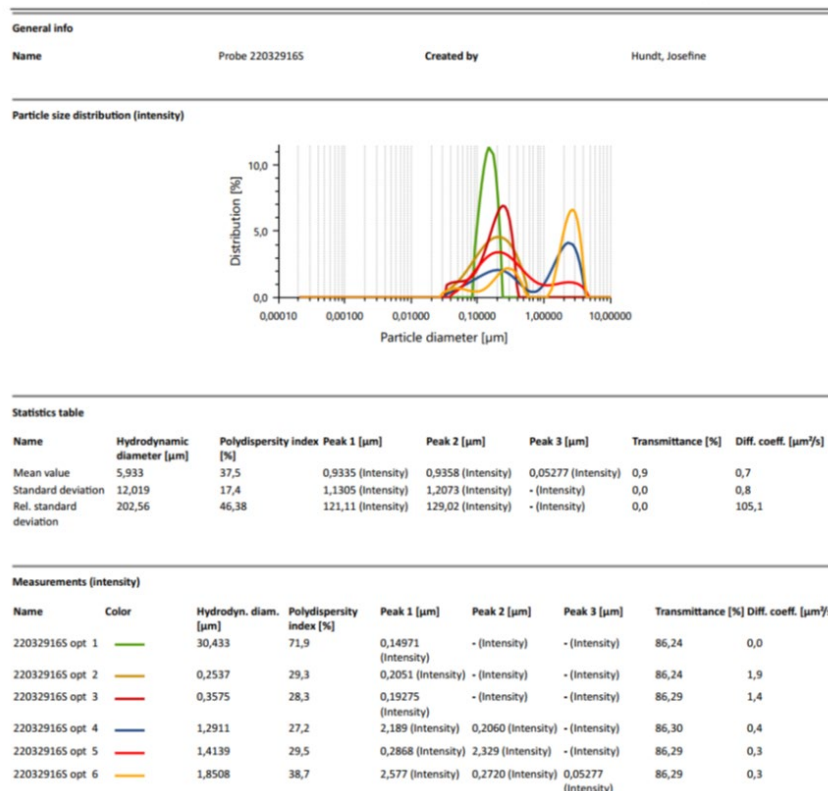 General info
Name Probe 22032916S Created by Hundt, Josefine
Particle size distribution (intensity)
Distribution [%]
10,0
5,0
0,0
0,00010 0,00100 0,01000 0,10000 1,00000 10,00000
Particle diameter [µm]
Statistics table
Name Hydrodynamic diameter [µm] Polydispersity index [%] Peak 1 [µm] Peak 2 [µm] Peak 3 [µm] Transmittance [%] Diff. coeff. [µm²/s]
Mean value 5,933 37,5 0,9335 (Intensity) 0,9358 (Intensity) 0,05277 (Intensity) 0,9 0,7
Standard deviation 12,019 17,4 1,1305 (Intensity) 1,2073 (Intensity) - (Intensity) 0,0 0,8
Rel. standard deviation 202,56 46,38 121,11 (Intensity) 129,02 (Intensity) - (Intensity) 0,0 105,1
Measurements (intensity)
Name Color Hydrodyn. diam. [µm] Polydispersity index [%] Peak 1 [µm] Peak 2 [µm] Peak 3 [µm] Transmittance [%] Diff. coeff. [µm²/
22032916S opt 1 30,433 71,9 0,14971 (Intensity) - (Intensity) - (Intensity) 86,24 0,0
22032916S opt 2 0,2537 29,3 0,2051 (Intensity) - (Intensity) - (Intensity) 86,24 1,9
22032916S opt 3 0,3575 28,3 0,19275 (Intensity) - (Intensity) - (Intensity) 86,29 1,4
22032916S opt 4 1,2911 27,2 2,189 (Intensity) 0,2060 (Intensity) - (Intensity) 86,30 0,4
22032916S opt 5 1,4139 29,5 0,2868 (Intensity) 2,329 (Intensity) - (Intensity) 86,29 0,3
22032916S opt 6 1,8508 38,7 2,577 (Intensity) 0,2720 (Intensity) 0,05277 (Intensity) 86,29 0,3